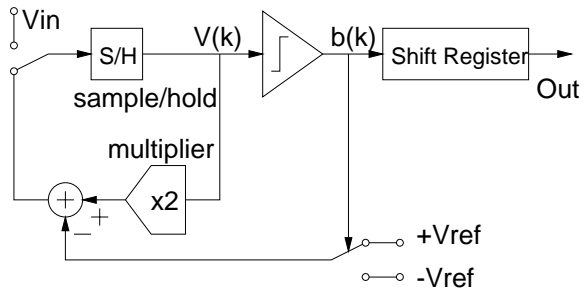 Vin
S/H
V(k)
b(k)
Shift Register
Out
sample/hold
multiplier
x2
+
+
−
+Vref
-Vref